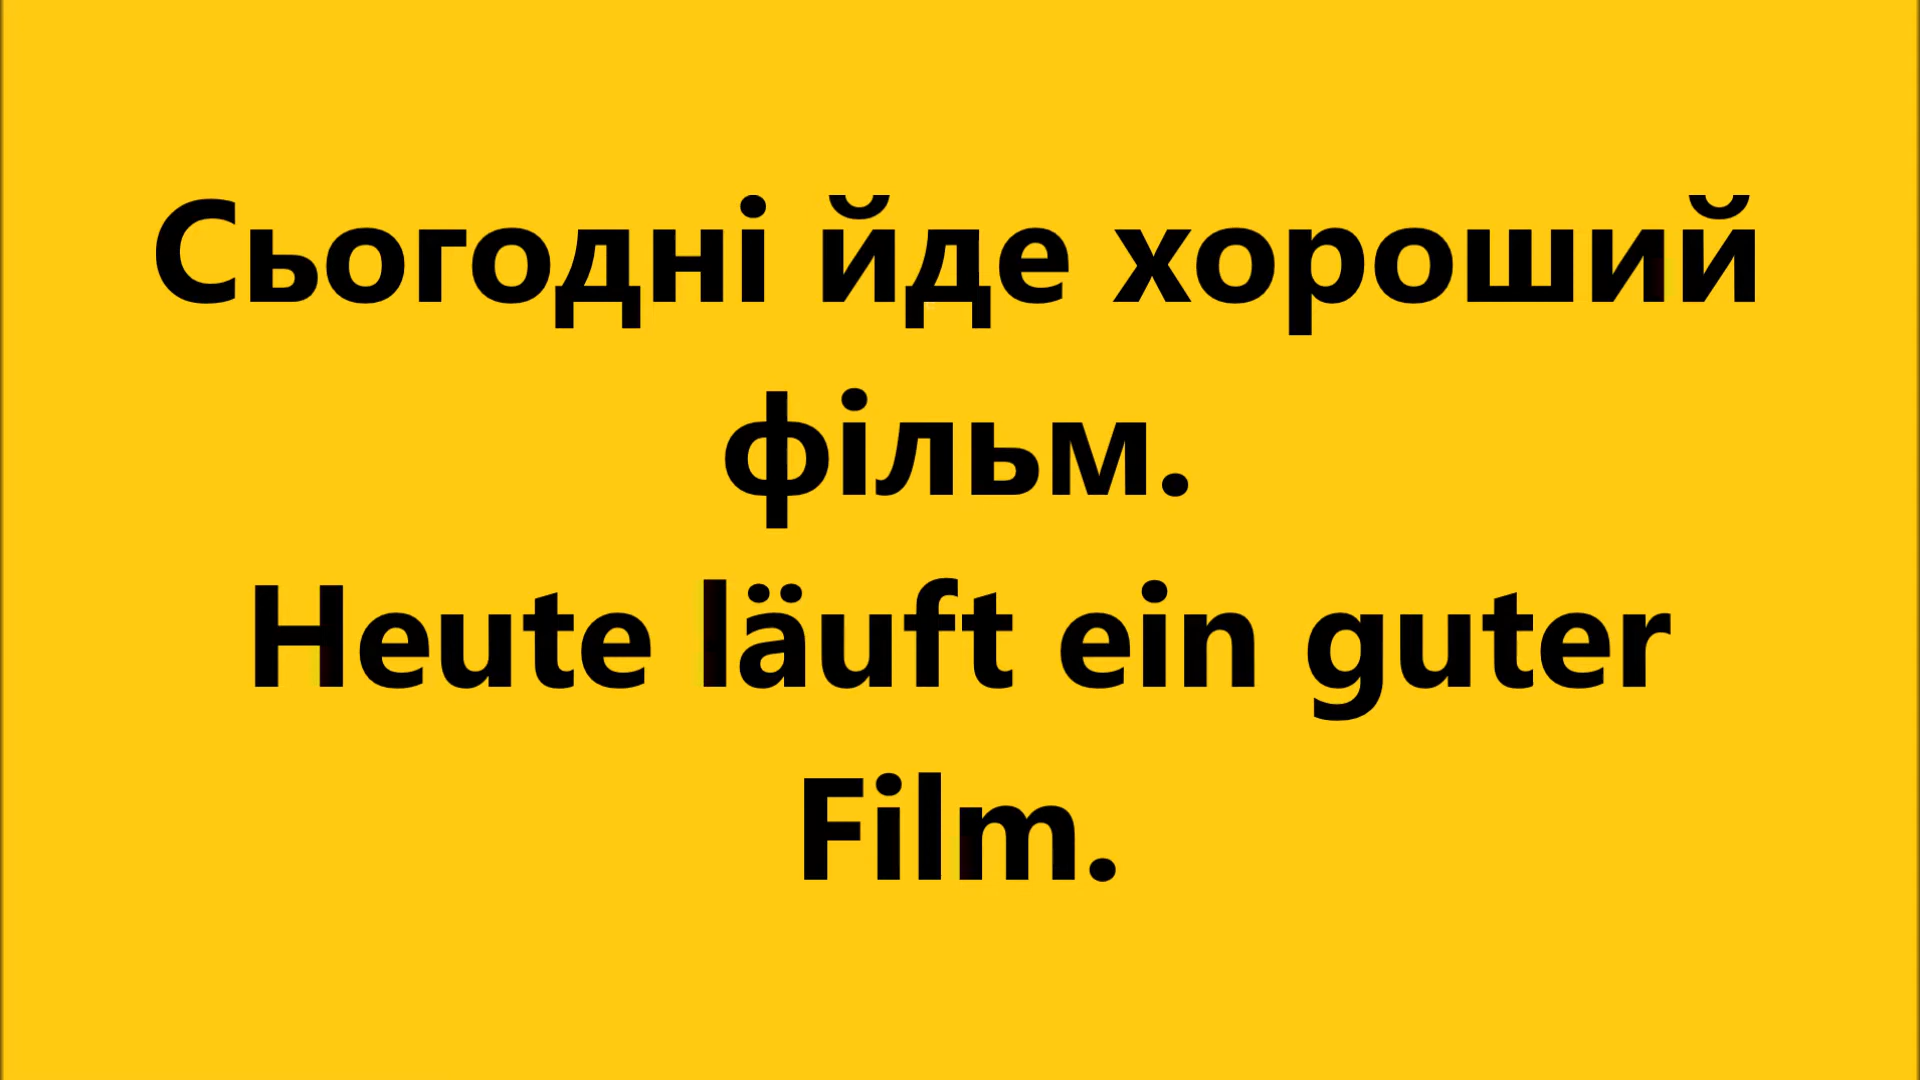 Сьогодні йде хороший
фільм.
Heute läuft ein guter
Film.